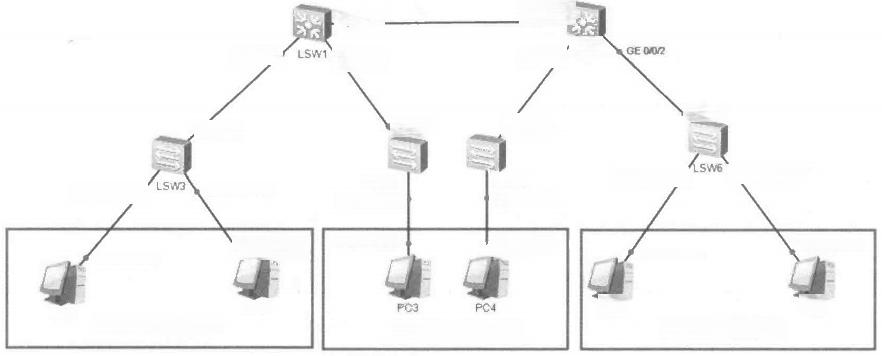 LSW1
GE 0/0/2
LSW3
LSW6
PC3
PC4